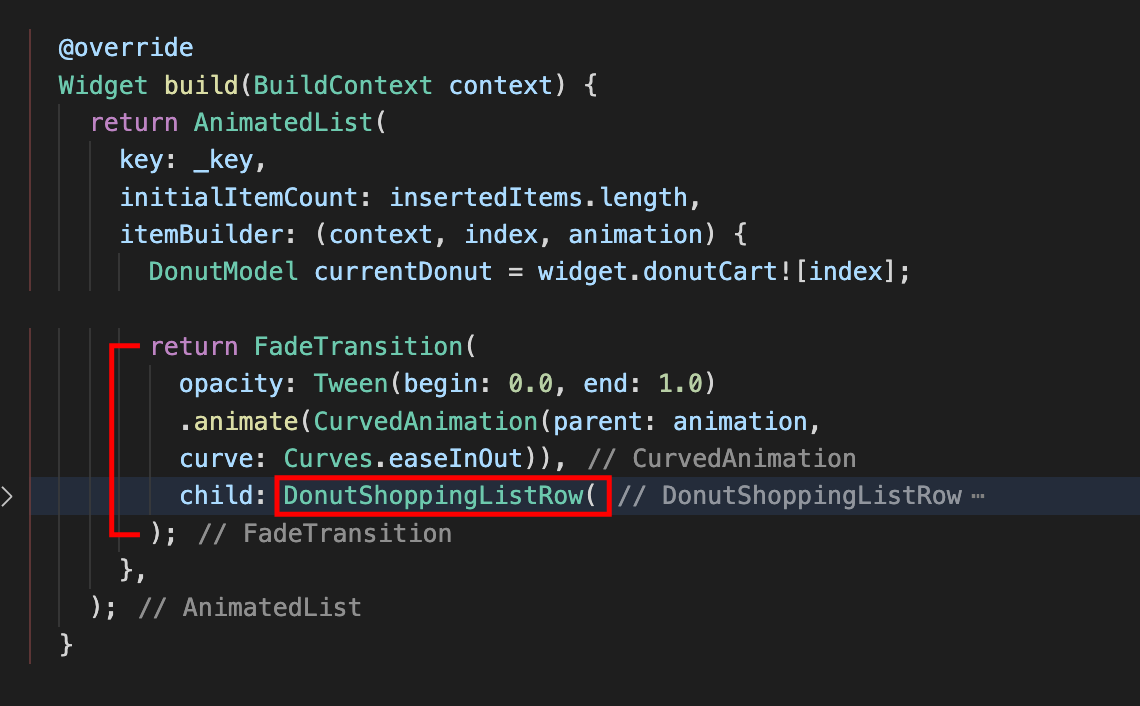 @override
Widget build(BuildContext context) {
return AnimatedList(
key: _key,
initialItemCount: insertedItems.length,
itemBuilder: (context, index, animation) {
DonutModel currentDonut = widget.donutCart![index];
return FadeTransition(
opacity: Tween(begin: 0.0, end: 1.0)
.animate(CurvedAnimation(parent: animation,
curve: Curves.easeInOut)), // CurvedAnimation
child: DonutShoppingListRow( // DonutShoppingListRow ⋯
); // FadeTransition
},
); // AnimatedList
}